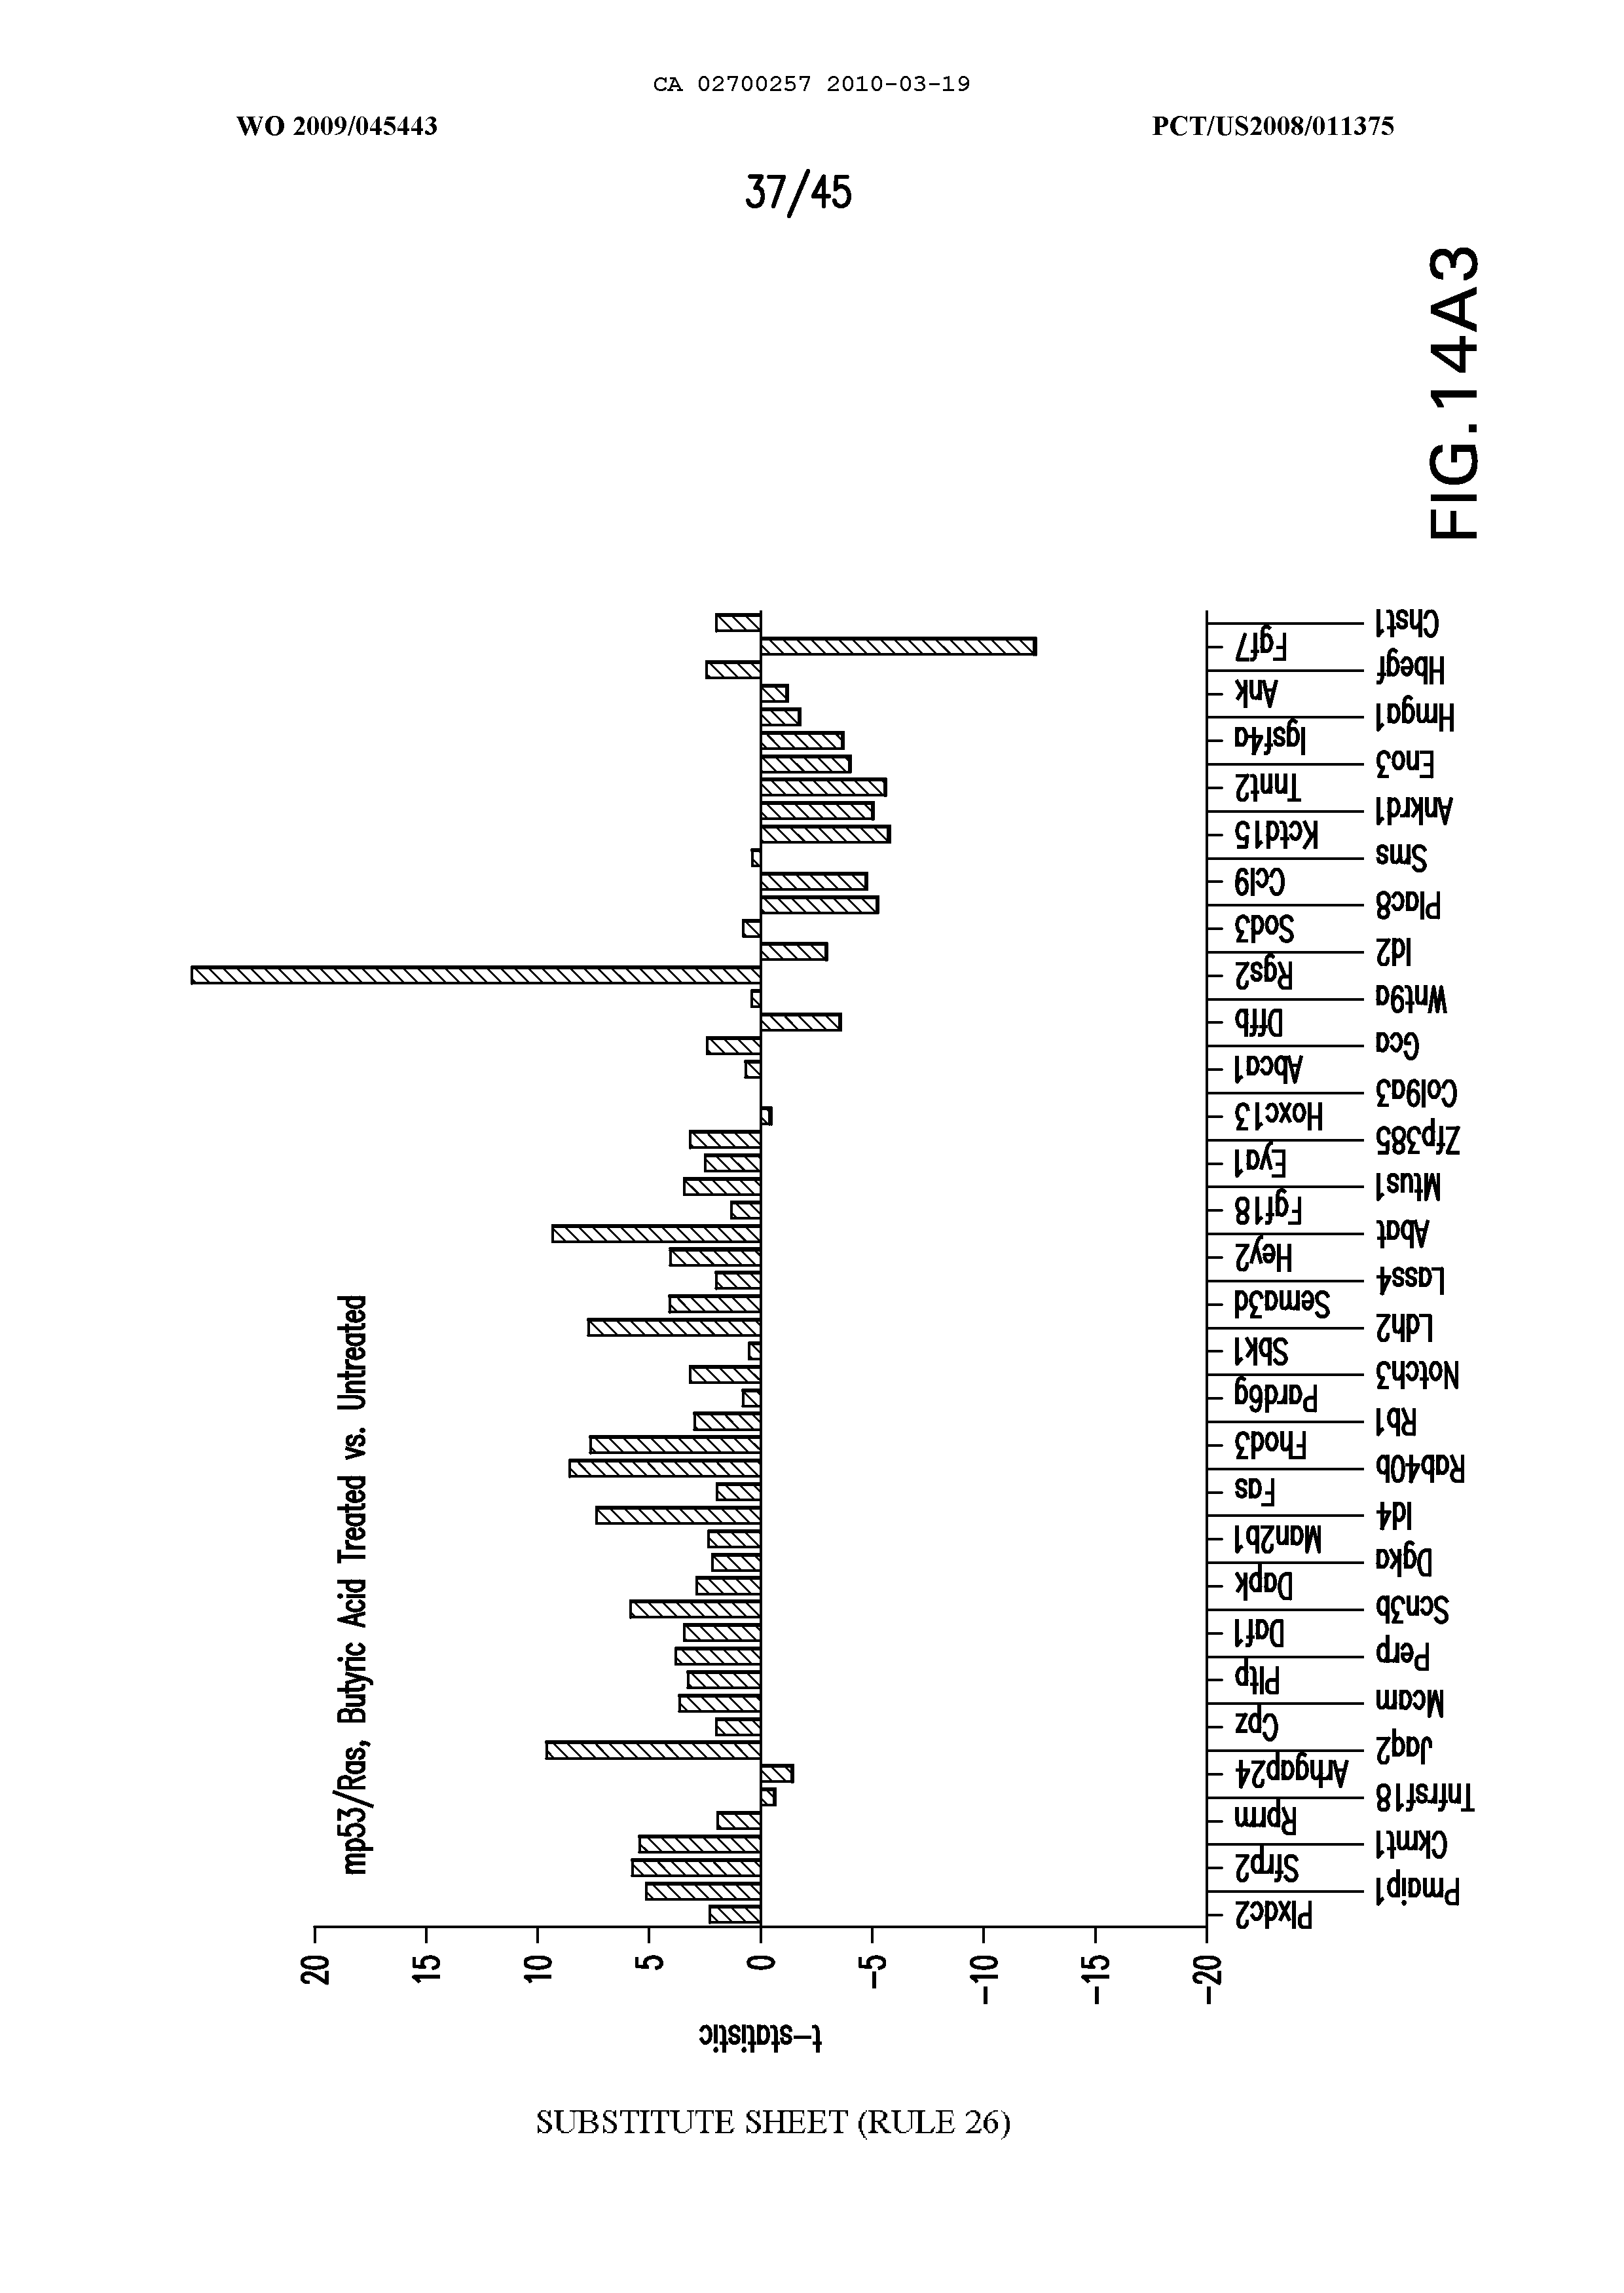 CA 02700257 2010-03-19
WO 2009/045443
PCT/US2008/011375
37/45
FIG.14A3
mp53/Ras, Butyric Acid Treated vs. Untreated
t-statistic
20
15
10
5
0
-5
-10
-15
-20
Plxdc2
Pmaip1
Sfrp2
Ckmt1
Rprm
Tnfrsf18
Arhgap24
Jaq2
Cpz
Mcam
Pltp
Perp
Daf1
Scn3b
Dapk
Dgka
Man2b1
Id4
Fas
Rab40b
Fhod3
Rb1
Pard6g
Notch3
Sbk1
Ldh2
Sema3d
Lass4
Hey2
Abat
Fgf18
Mtus1
Eya1
Zfp385
Hoxc13
Col9a3
Abca1
Gca
Dffb
Wnt9a
Rgs2
Id2
Sod3
Plac8
Ccl9
Sms
Kctd15
Ankrd1
Tnnt2
Eno3
Igsf4a
Hmga1
Ank
Hbegf
Fgf7
Chst1
SUBSTITUTE SHEET (RULE 26)